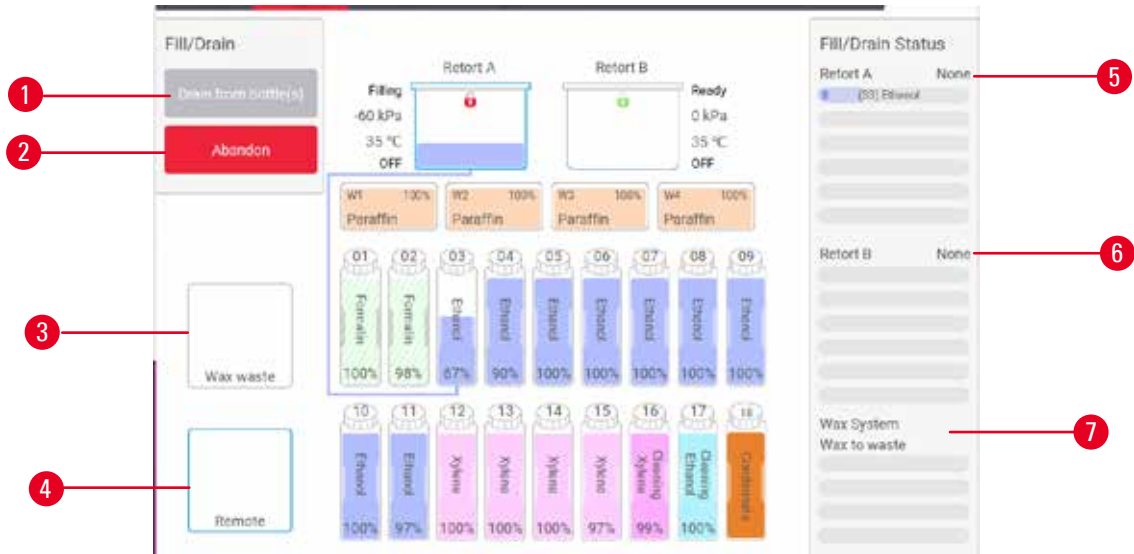 Fill/Drain
Drain from bottle(s)
Abandon
1
2
3
4
Wax waste
Remote
Retort A
Retort B
Filling
-60 kPa
35 °C
OFF
Ready
0 kPa
35 °C
OFF
W1 100%
Paraffin
W2 100%
Paraffin
W3 100%
Paraffin
W4 100%
Paraffin
01 02 03 04 05 06 07 08 09
Formalin Formalin Ethanol Ethanol Ethanol Ethanol Ethanol Ethanol Ethanol
100% 98% 67% 90% 100% 100% 100% 100% 100%
10 11 12 13 14 15 16 17 18
Ethanol Ethanol Xylene Xylene Xylene Xylene Cleaning Xylene Cleaning Ethanol Condensate
100% 97% 100% 100% 100% 97% 99% 100%
Fill/Drain Status
Retort A None
(S3) Ethanol
Retort B None
Wax System
Wax to waste
5
6
7